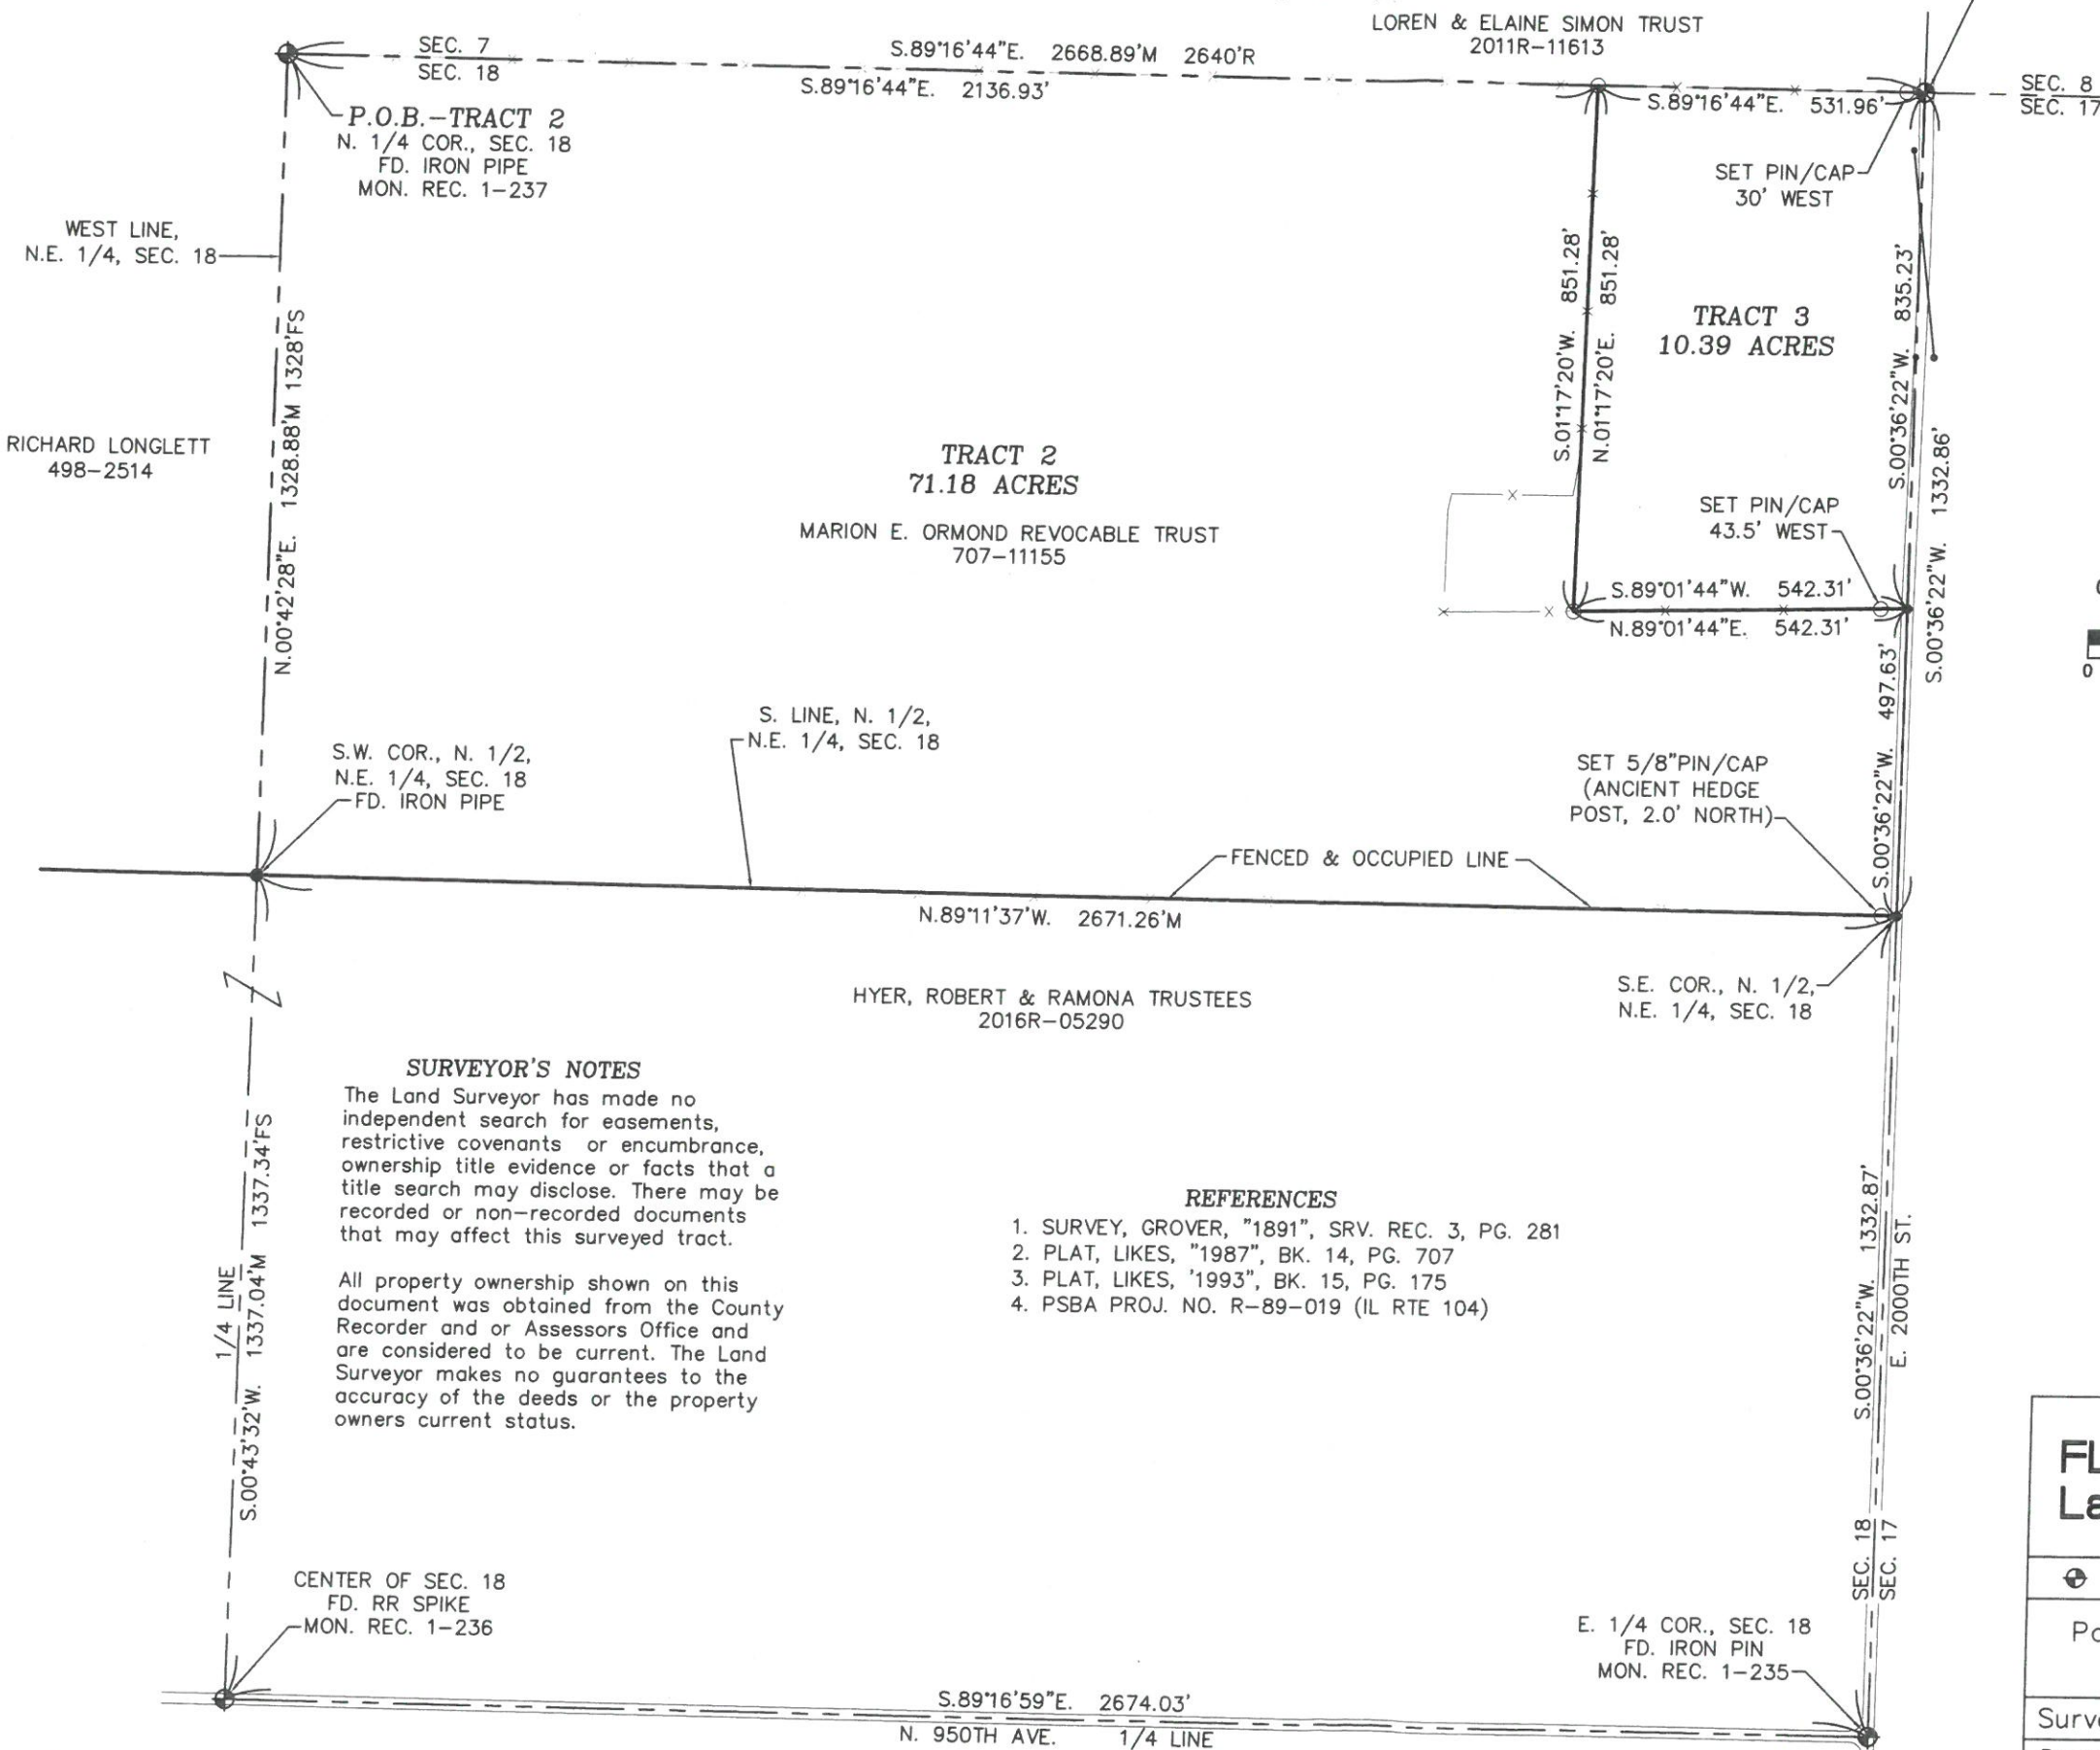 LOREN & ELAINE SIMON TRUST
2011R-11613
SEC. 7
SEC. 18
S.89°16'44"E. 2668.89'M 2640'R
S.89°16'44"E. 2136.93'
S.89°16'44"E. 531.96'
SEC. 8
SEC. 17
P.O.B.-TRACT 2
N. 1/4 COR., SEC. 18
FD. IRON PIPE
MON. REC. 1-237
SET PIN/CAP
30' WEST
WEST LINE,
N.E. 1/4, SEC. 18
N.00°42'28"E. 1328.88'M 1328'FS
S.01°17'20'W. 851.28'
N.01°17'20'E. 851.28'
TRACT 3
10.39 ACRES
S.00°36'22"W. 835.23'
S.00°36'22"W. 1332.86'
RICHARD LONGLETT
498-2514
TRACT 2
71.18 ACRES
MARION E. ORMOND REVOCABLE TRUST
707-11155
SET PIN/CAP
43.5' WEST
S.89°01'44"W. 542.31'
N.89°01'44"E. 542.31'
0
S.00°36'22"W. 497.63'
S. LINE, N. 1/2,
N.E. 1/4, SEC. 18
S.W. COR., N. 1/2,
N.E. 1/4, SEC. 18
FD. IRON PIPE
SET 5/8"PIN/CAP
(ANCIENT HEDGE
POST, 2.0' NORTH)
FENCED & OCCUPIED LINE
N.89°11'37'W. 2671.26'M
HYER, ROBERT & RAMONA TRUSTEES
2016R-05290
S.E. COR., N. 1/2,
N.E. 1/4, SEC. 18
SURVEYOR'S NOTES
The Land Surveyor has made no
independent search for easements,
restrictive covenants or encumbrance,
ownership title evidence or facts that a
title search may disclose. There may be
recorded or non-recorded documents
that may affect this surveyed tract.
All property ownership shown on this
document was obtained from the County
Recorder and or Assessors Office and
are considered to be current. The Land
Surveyor makes no guarantees to the
accuracy of the deeds or the property
owners current status.
REFERENCES
1. SURVEY, GROVER, "1891", SRV. REC. 3, PG. 281
2. PLAT, LIKES, "1987", BK. 14, PG. 707
3. PLAT, LIKES, '1993", BK. 15, PG. 175
4. PSBA PROJ. NO. R-89-019 (IL RTE 104)
1/4 LINE
S.00°43'32'W. 1337.04'M 1337.34'FS
S.00°36'22"W. 1332.87'
E. 2000TH ST.
SEC. 18
SEC. 17
CENTER OF SEC. 18
FD. RR SPIKE
MON. REC. 1-236
E. 1/4 COR., SEC. 18
FD. IRON PIN
MON. REC. 1-235
S.89°16'59"E. 2674.03'
N. 950TH AVE. 1/4 LINE
FL
La
Po
Surve